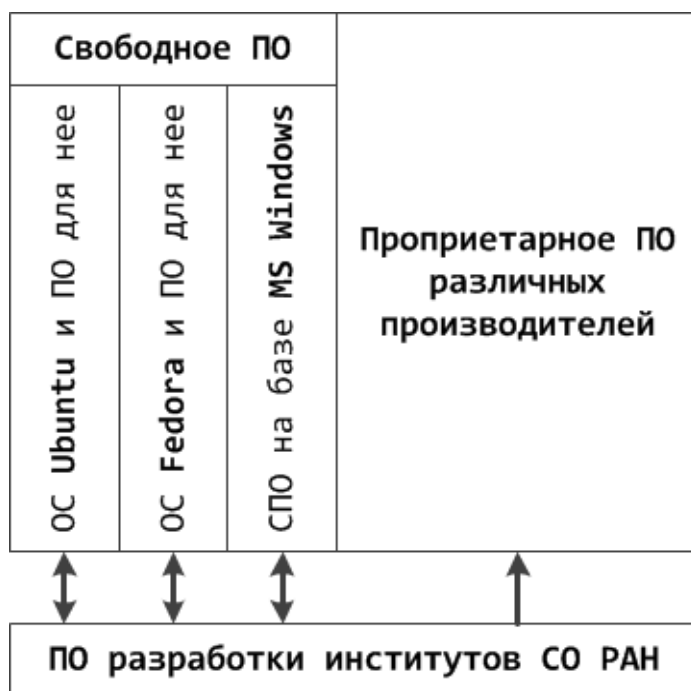 Свободное ПО
ОС Ubuntu и ПО для нее
ОС Fedora и ПО для нее
СПО на базе MS Windows
Проприетарное ПО
различных
производителей
ПО разработки институтов СО РАН